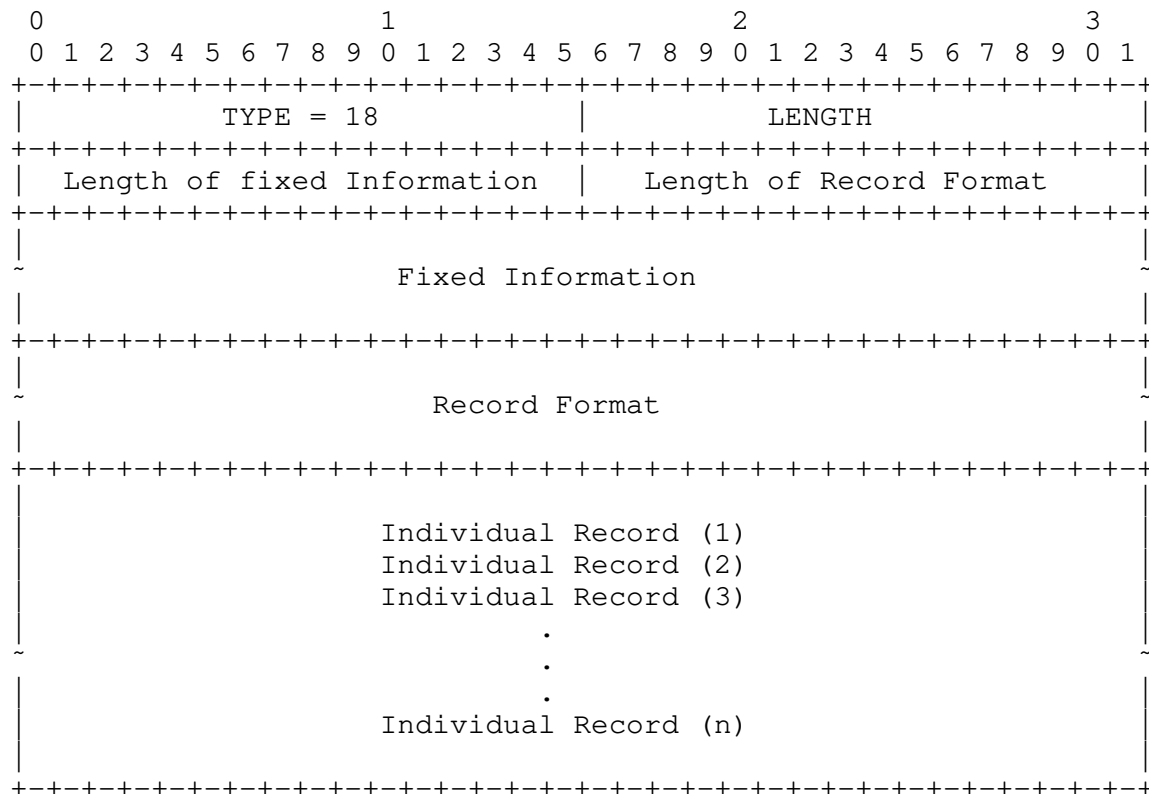 0                   1                   2                   3
 0 1 2 3 4 5 6 7 8 9 0 1 2 3 4 5 6 7 8 9 0 1 2 3 4 5 6 7 8 9 0 1
+-+-+-+-+-+-+-+-+-+-+-+-+-+-+-+-+-+-+-+-+-+-+-+-+-+-+-+-+-+-+-+-+
|           TYPE = 18           |          LENGTH               |
+-+-+-+-+-+-+-+-+-+-+-+-+-+-+-+-+-+-+-+-+-+-+-+-+-+-+-+-+-+-+-+-+
|  Length of fixed Information  |   Length of Record Format     |
+-+-+-+-+-+-+-+-+-+-+-+-+-+-+-+-+-+-+-+-+-+-+-+-+-+-+-+-+-+-+-+-+
|                                                               |
~                     Fixed Information                         ~
|                                                               |
+-+-+-+-+-+-+-+-+-+-+-+-+-+-+-+-+-+-+-+-+-+-+-+-+-+-+-+-+-+-+-+-+
|                                                               |
~                       Record Format                           ~
|                                                               |
+-+-+-+-+-+-+-+-+-+-+-+-+-+-+-+-+-+-+-+-+-+-+-+-+-+-+-+-+-+-+-+-+
|                                                               |
|                    Individual Record (1)                      |
|                    Individual Record (2)                      |
|                    Individual Record (3)                      |
|                             .                                 |
~                             .                                 ~
|                             .                                 |
|                    Individual Record (n)                      |
|                                                               |
+-+-+-+-+-+-+-+-+-+-+-+-+-+-+-+-+-+-+-+-+-+-+-+-+-+-+-+-+-+-+-+-+